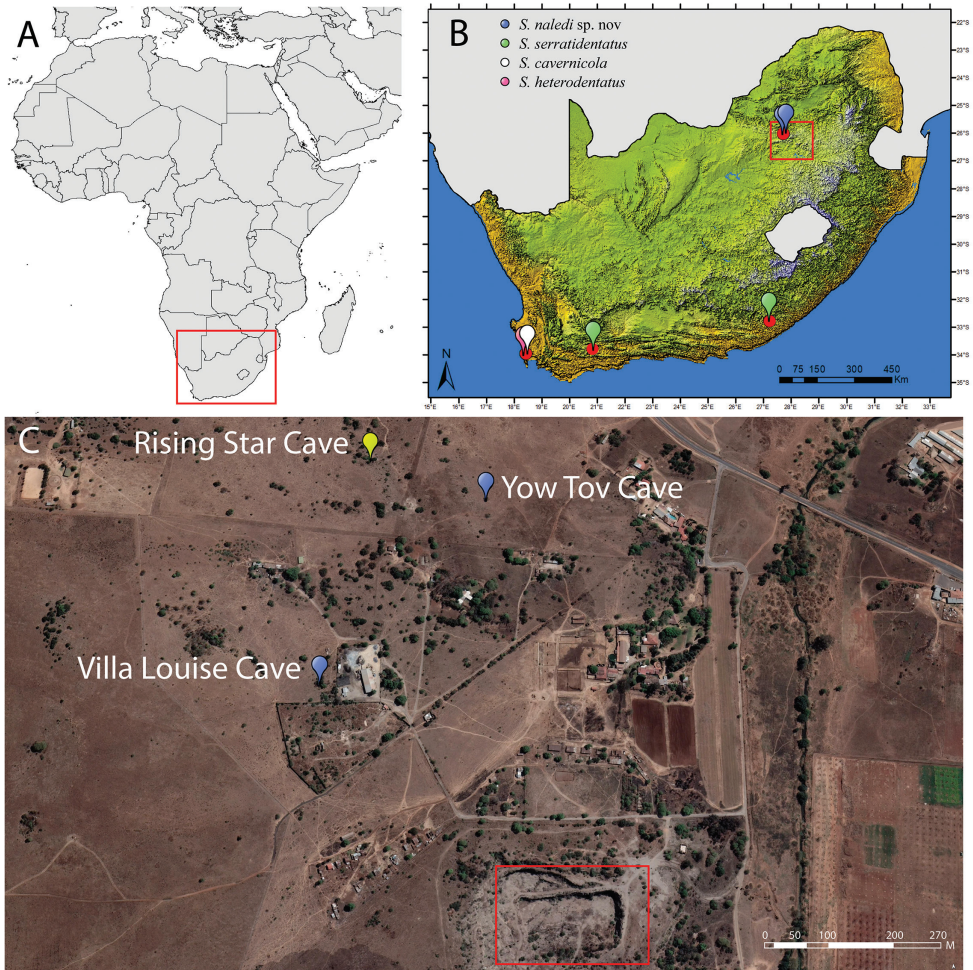 A
B
S. naledi sp. nov
S. serratidentatus
S. cavernicola
S. heterodentatus
22°S
23°S
24°S
25°S
26°S
27°S
28°S
29°S
30°S
31°S
32°S
33°S
34°S
35°S
N
0 75 150 300 450
Km
15°E 16°E 17°E 18°E 19°E 20°E 21°E 22°E 23°E 24°E 25°E 26°E 27°E 28°E 29°E 30°E 31°E 32°E 33°E
C
Rising Star Cave
Yow Tov Cave
Villa Louise Cave
0 50 100 200 270
M